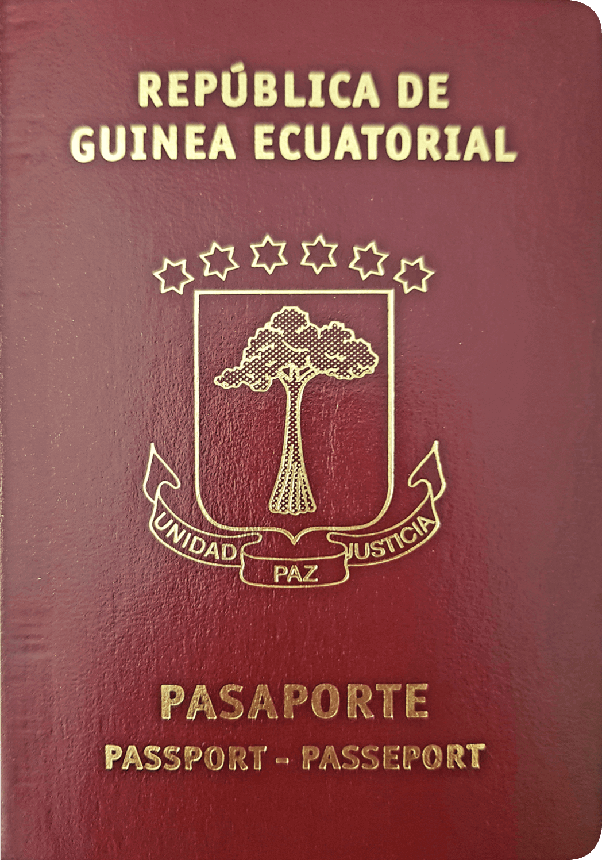 REPÚBLICA DE
GUINEA ECUATORIAL
UNIDAD PAZ JUSTICIA
PASAPORTE
PASSPORT - PASSEPORT